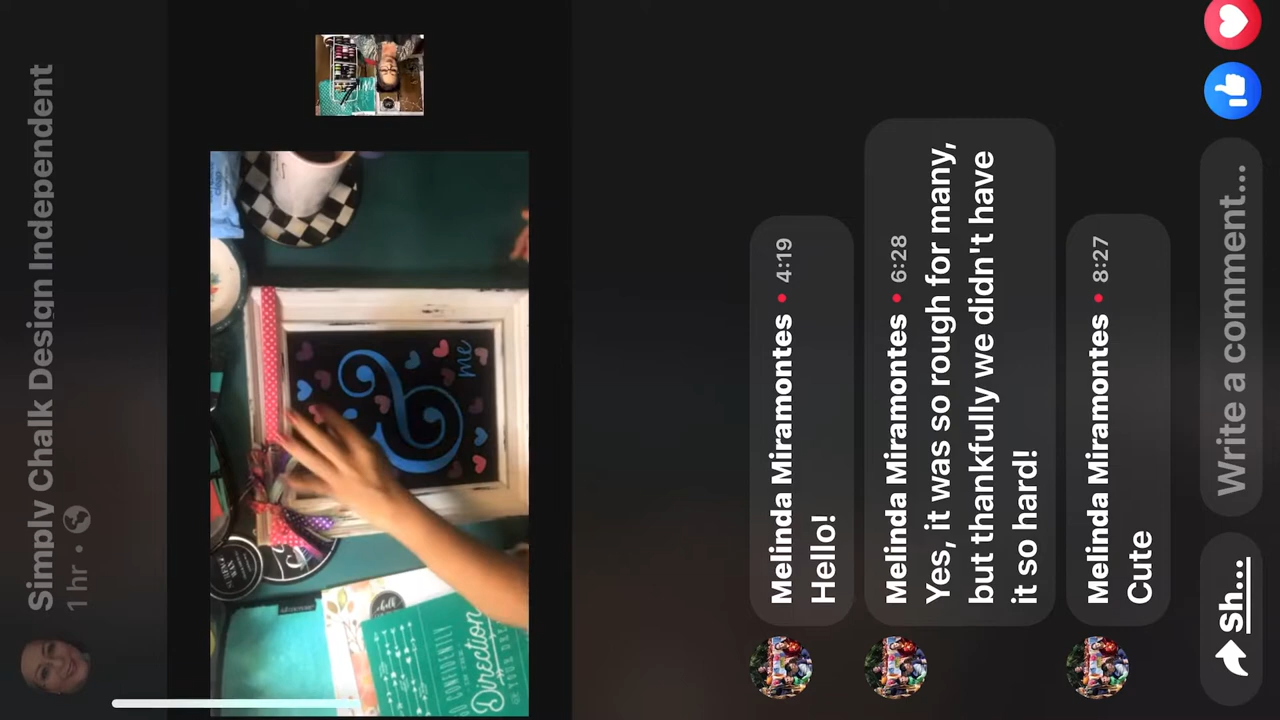 Simply Chalk Design Independent
1 hr •
&
me
GO CONFIDENTLY
Direction
Melinda Miramontes • 4:19
Hello!
Melinda Miramontes • 6:28
Yes, it was so rough for many,
but thankfully we didn't have
it so hard!
Melinda Miramontes • 8:27
Cute
Sh...
Write a comment...